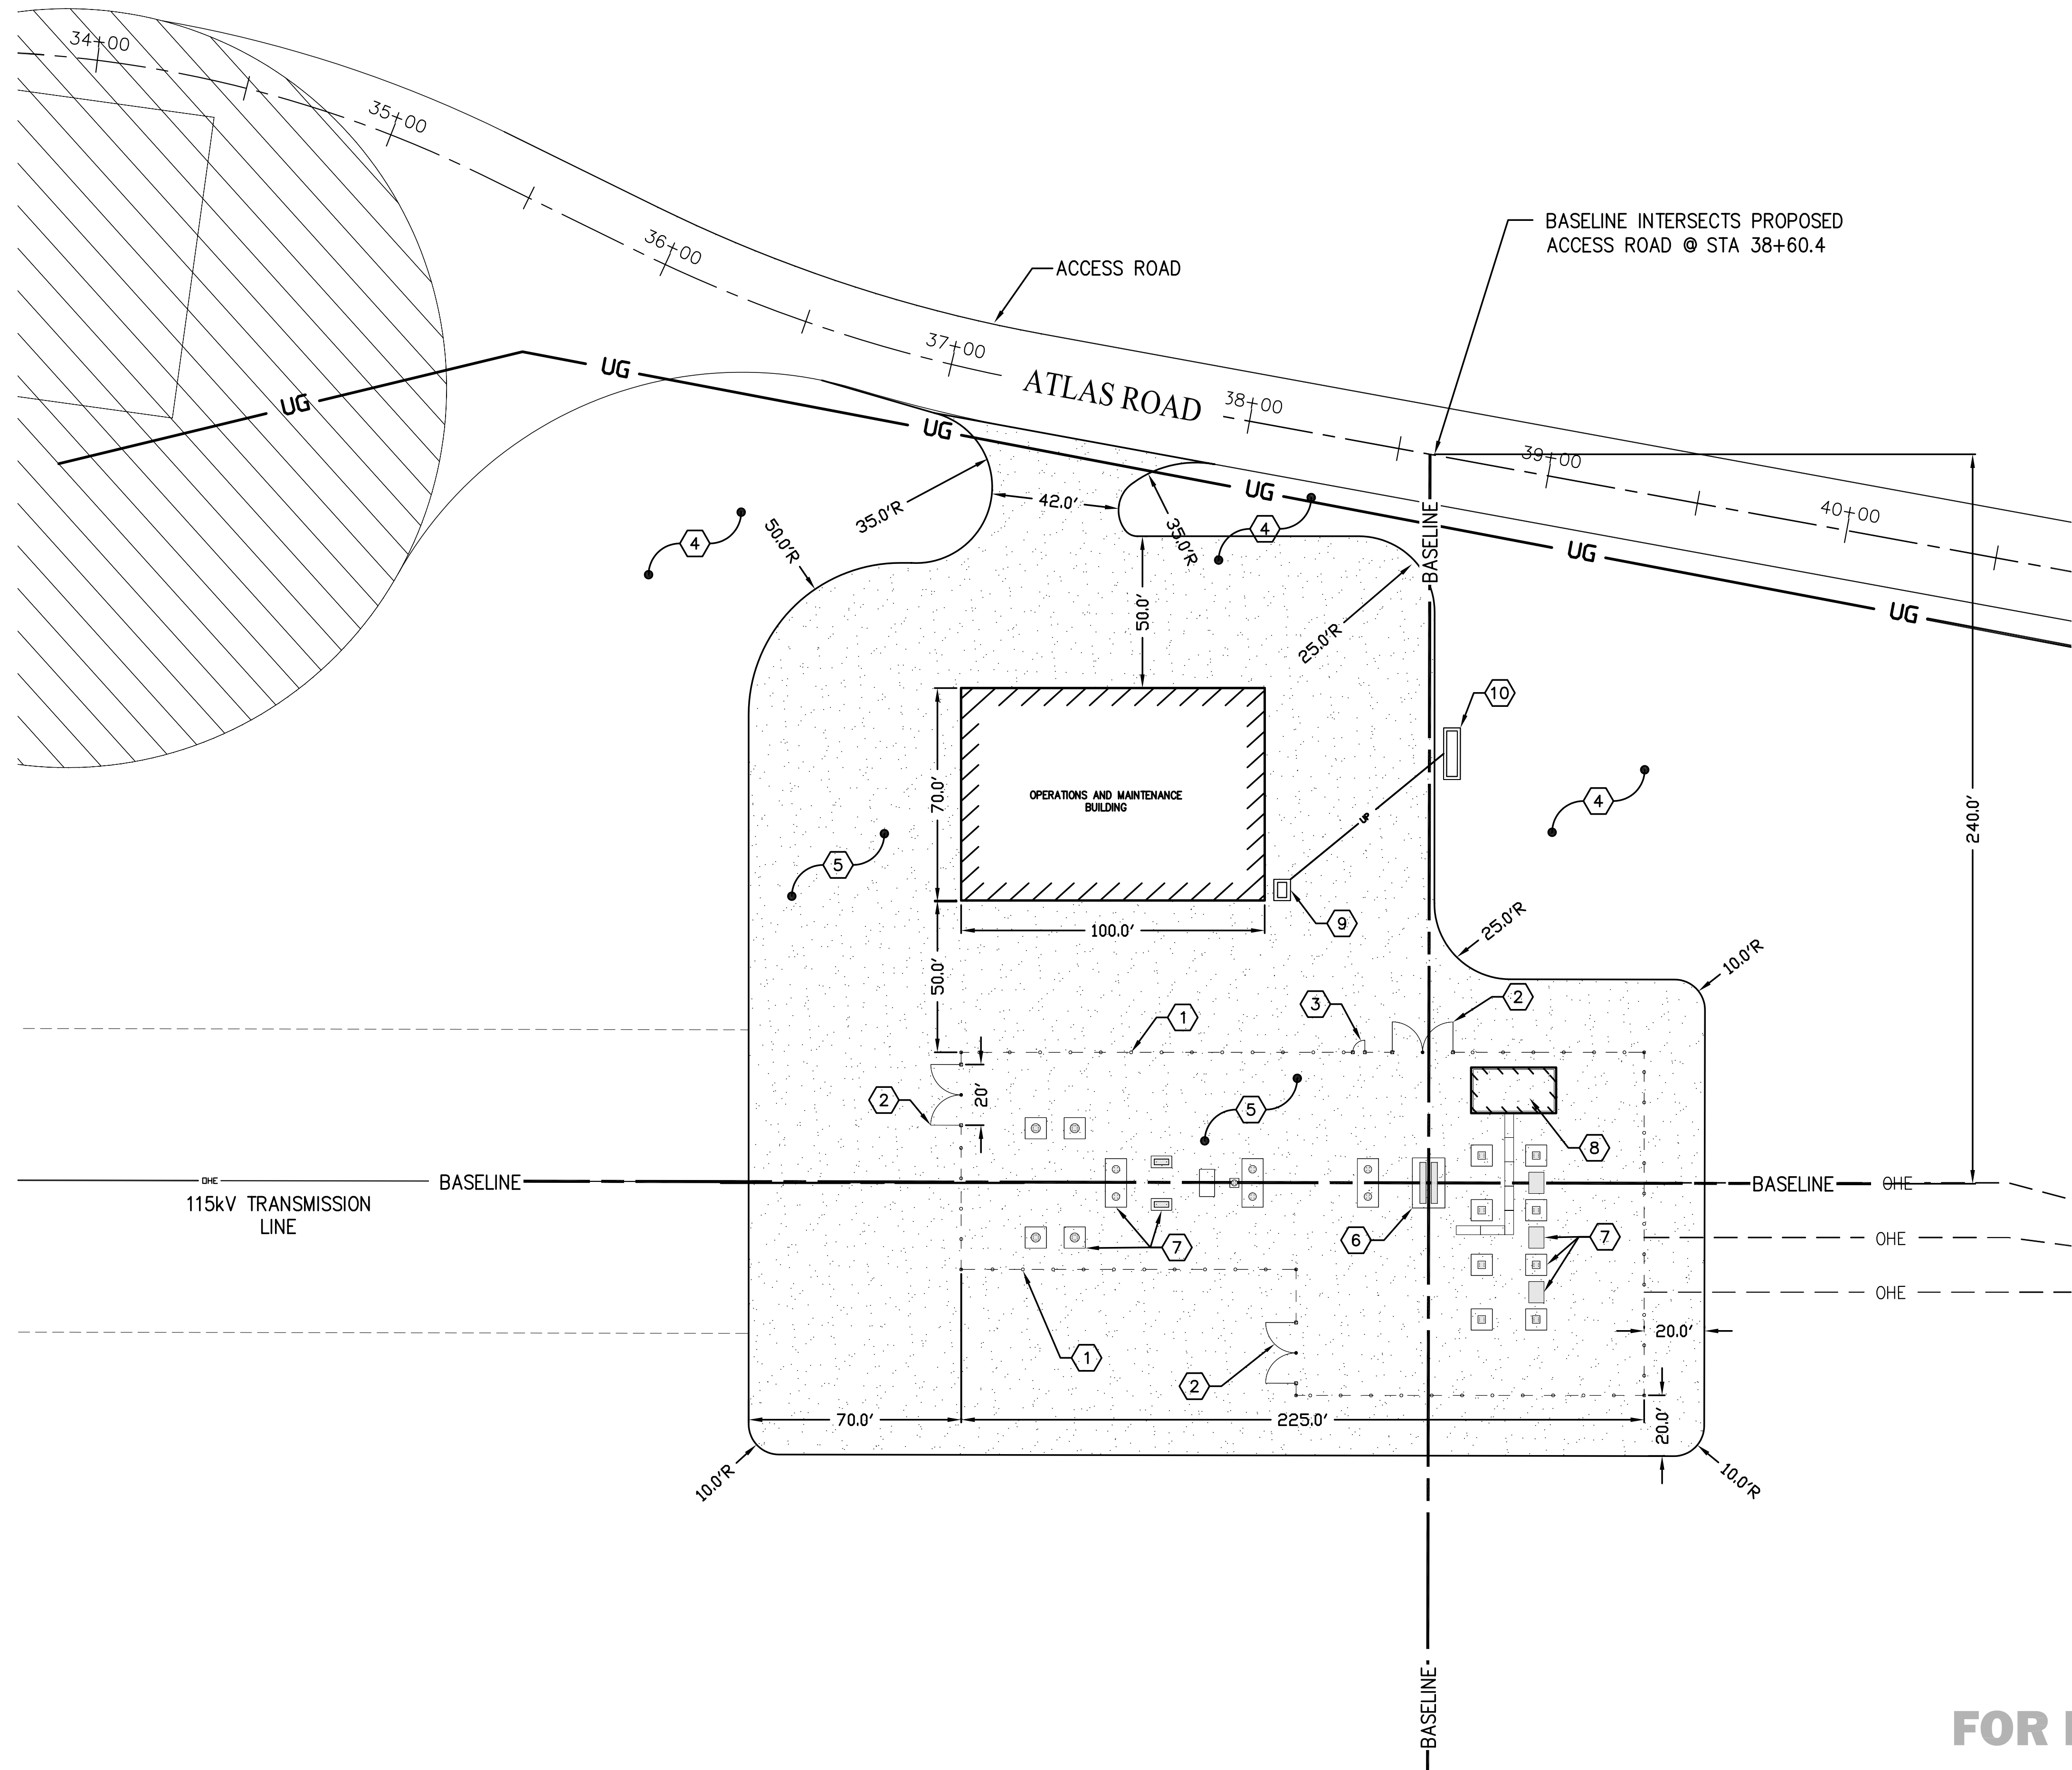 34+00
35+00
36+00
BASELINE INTERSECTS PROPOSED
ACCESS ROAD @ STA 38+60.4
ACCESS ROAD
37+00
ATLAS ROAD
38+00
39+00
40+00
UG
UG
UG
UG
UG
UG
35.0'R
42.0'
35.0'R
4
4
50.0'R
BASELINE
50.0'
25.0'R
10
70.0'
OPERATIONS AND MAINTENANCE
BUILDING
UP
4
240.0'
5
9
100.0'
25.0'R
10.0'R
50.0'
1
3
2
2
20'
5
8
OHE
115kV TRANSMISSION
LINE
BASELINE
BASELINE
OHE
7
6
7
OHE
OHE
1
2
20.0'
70.0'
225.0'
20.0'
10.0'R
10.0'R
BASELINE
FOR